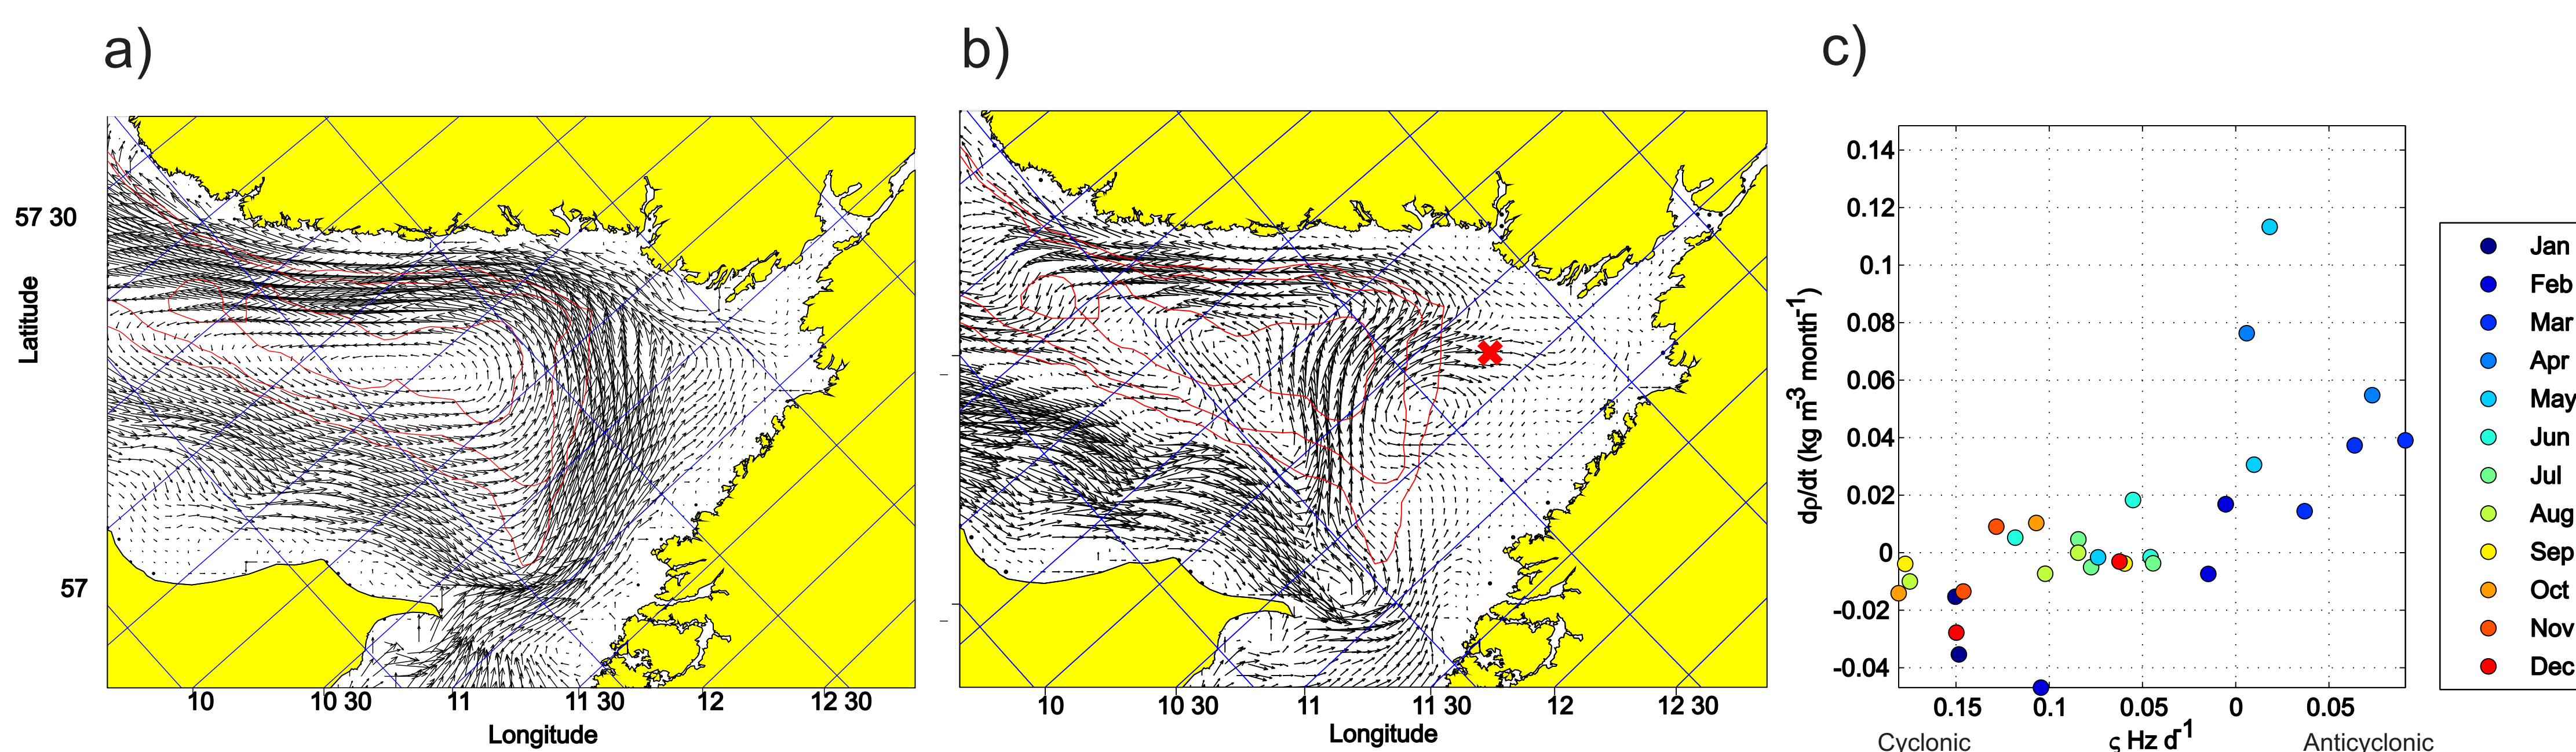 a)
b)
c)
57 30
57
Latitude
10
10 30
11
11 30
12
12 30
Longitude
10
10 30
11
11 30
12
12 30
Longitude
0.14
0.12
0.1
0.08
0.06
0.04
0.02
0
-0.02
-0.04
dρ/dt (kg m-3 month-1)
0.15
0.1
0.05
0
0.05
Cyclonic
ς Hz d-1
Anticyclonic
Jan
Feb
Mar
Apr
May
Jun
Jul
Aug
Sep
Oct
Nov
Dec